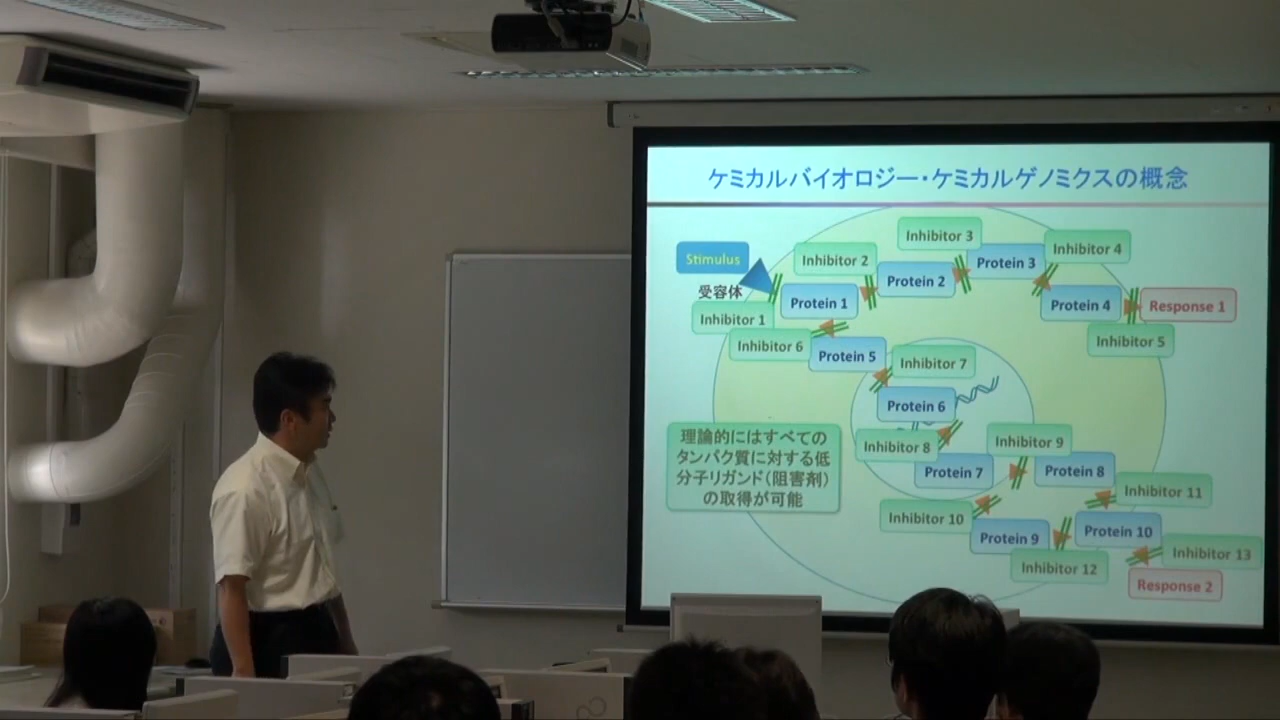 ケミカルバイオロジー・ケミカルゲノミクスの概念
Stimulus
受容体
Inhibitor 1
Protein 1
Inhibitor 2
Protein 2
Inhibitor 3
Protein 3
Inhibitor 4
Protein 4
Response 1
Inhibitor 5
Inhibitor 6
Protein 5
Inhibitor 7
Protein 6
Inhibitor 8
Protein 7
Inhibitor 9
Protein 8
Inhibitor 10
Protein 9
Inhibitor 11
Protein 10
Inhibitor 12
Inhibitor 13
Response 2
理論的にはすべての
タンパク質に対する低
分子リガンド（阻害剤）
の取得が可能